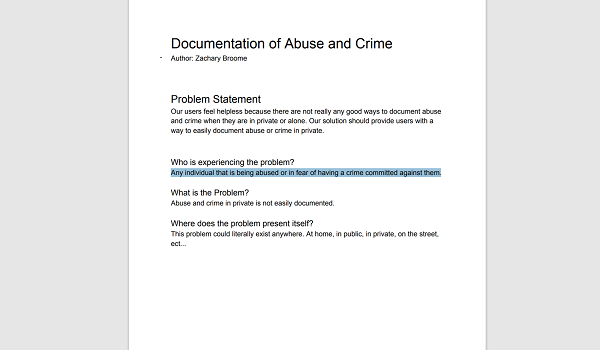 Documentation of Abuse and Crime
Author: Zachary Broome
Problem Statement
Our users feel helpless because there are not really any good ways to document abuse
and crime when they are in private or alone. Our solution should provide users with a
way to easily document abuse or crime in private.
Who is experiencing the problem?
Any individual that is being abused or in fear of having a crime committed against them.
What is the Problem?
Abuse and crime in private is not easily documented.
Where does the problem present itself?
This problem could literally exist anywhere. At home, in public, in private, on the street,
ect...